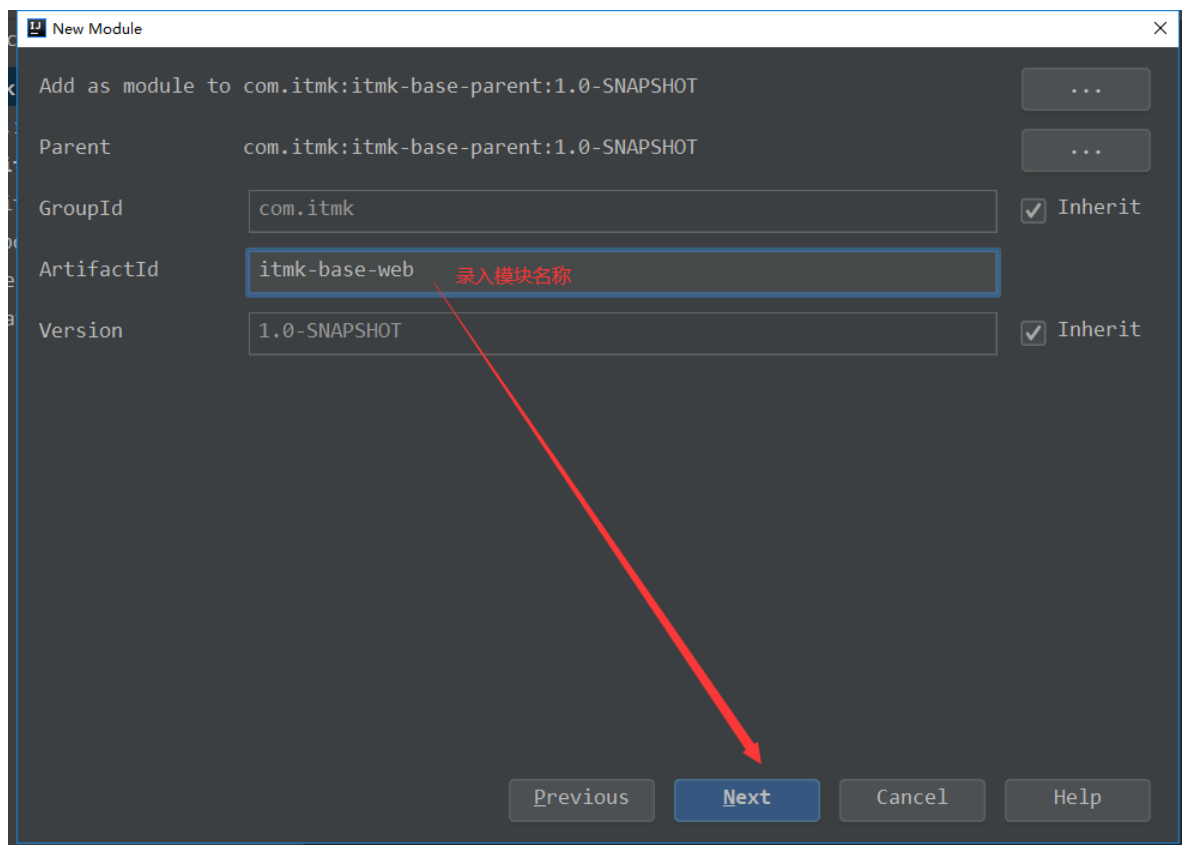 New Module
Add as module to com.itmk:itmk-base-parent:1.0-SNAPSHOT ...
Parent com.itmk:itmk-base-parent:1.0-SNAPSHOT ...
GroupId com.itmk Inherit
ArtifactId itmk-base-web 录入模块名称
Version 1.0-SNAPSHOT Inherit
Previous Next Cancel Help